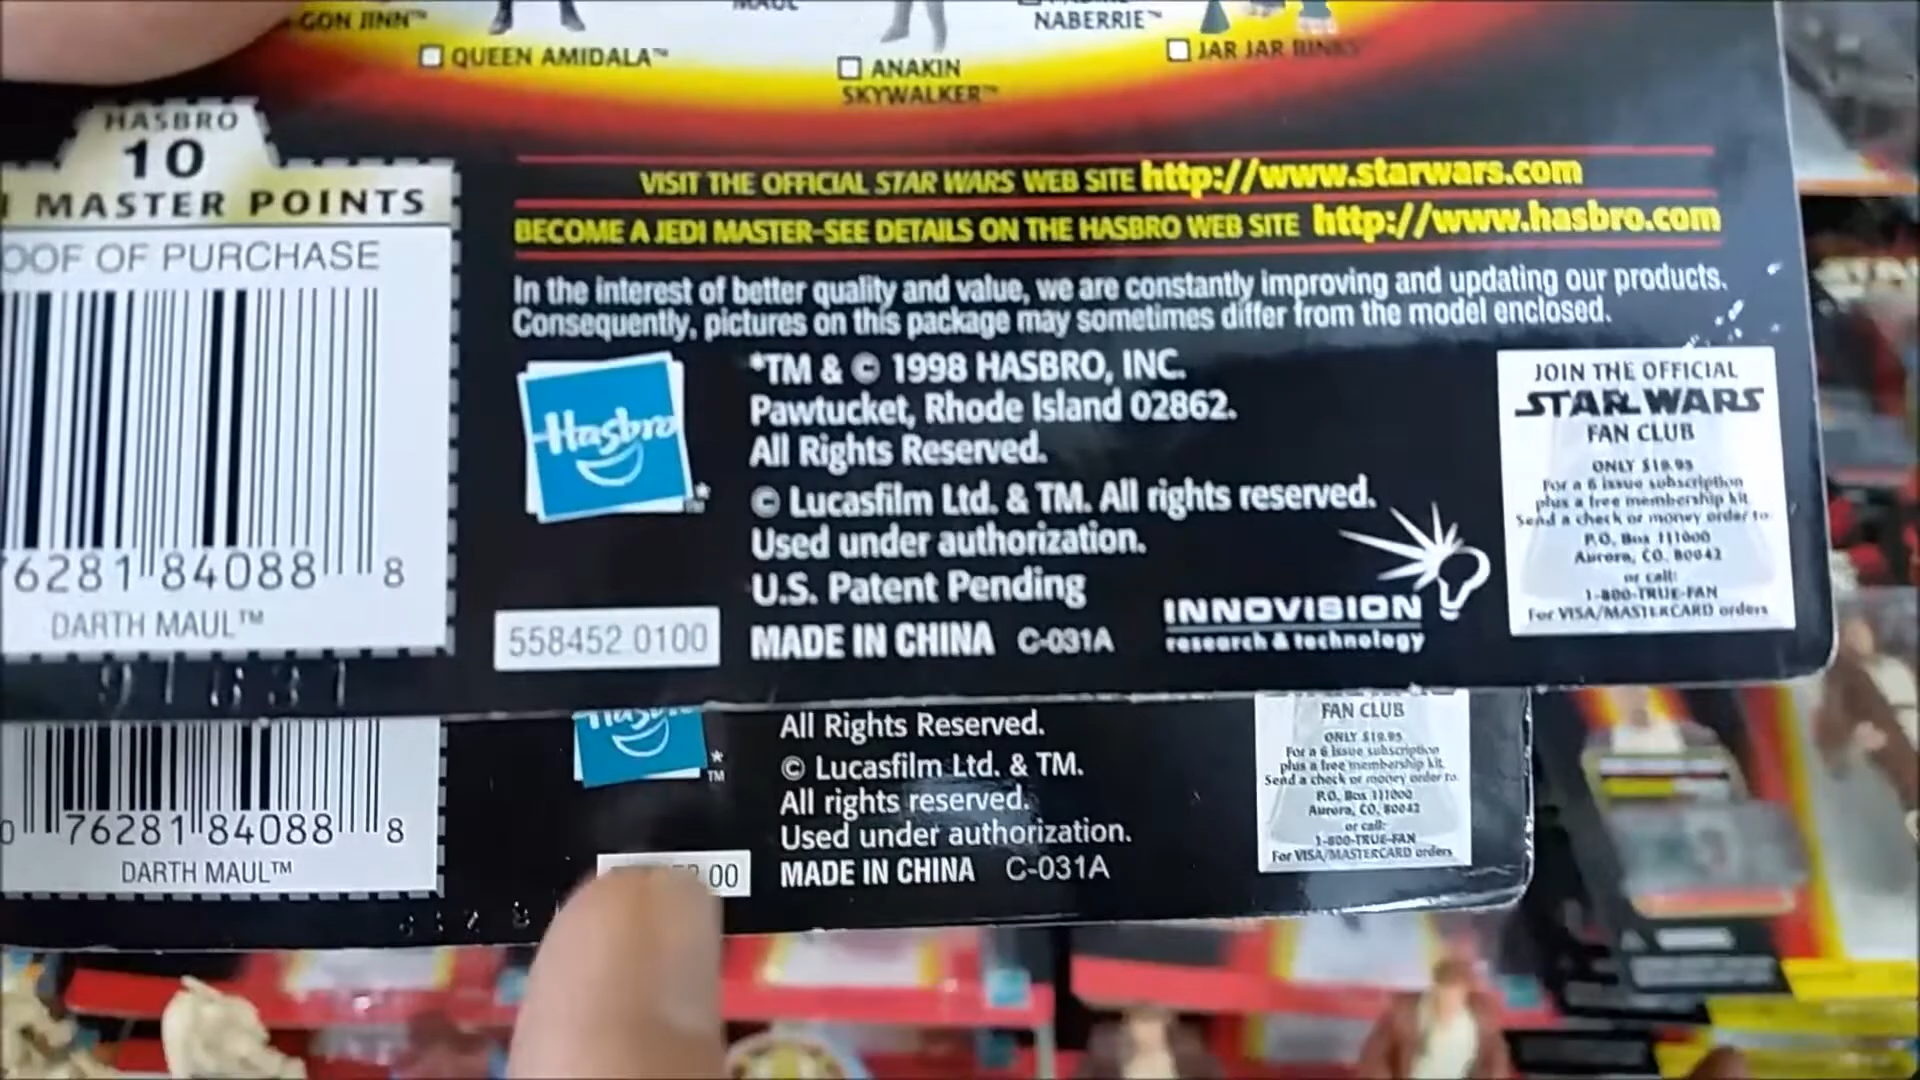 GON JINN™
MAUL
NABERRIE™
QUEEN AMIDALA™
ANAKIN
SKYWALKER™
JAR JAR BINKS
HASBRO
10
MASTER POINTS
OOF OF PURCHASE
76281 84088 8
DARTH MAUL™
VISIT THE OFFICIAL STAR WARS WEB SITE http://www.starwars.com
BECOME A JEDI MASTER-SEE DETAILS ON THE HASBRO WEB SITE http://www.hasbro.com
In the interest of better quality and value, we are constantly improving and updating our products.
Consequently, pictures on this package may sometimes differ from the model enclosed.
Hasbro
*TM & © 1998 HASBRO, INC.
Pawtucket, Rhode Island 02862.
All Rights Reserved.
© Lucasfilm Ltd. & TM. All rights reserved.
Used under authorization.
U.S. Patent Pending
MADE IN CHINA C-031A
558452 0100
INNOVISION
research & technology
JOIN THE OFFICIAL
STAR WARS
FAN CLUB
ONLY $19.95
For a 6 issue subscription
plus a free membership kit
Send a check or money order to:
P.O. Box 111000
Aurora, CO. 80042
or call:
1-800-TRUE-FAN
For VISA/MASTERCARD orders
0 76281 84088 8
DARTH MAUL™
Hasbro
*
TM
.00
All Rights Reserved.
© Lucasfilm Ltd. & TM.
All rights reserved.
Used under authorization.
MADE IN CHINA C-031A
FAN CLUB
ONLY $19.95
For a 6 issue subscription
plus a free membership kit
Send a check or money order to:
P.O. Box 111000
Aurora, CO. 80042
or call:
1-800-TRUE-FAN
For VISA/MASTERCARD orders